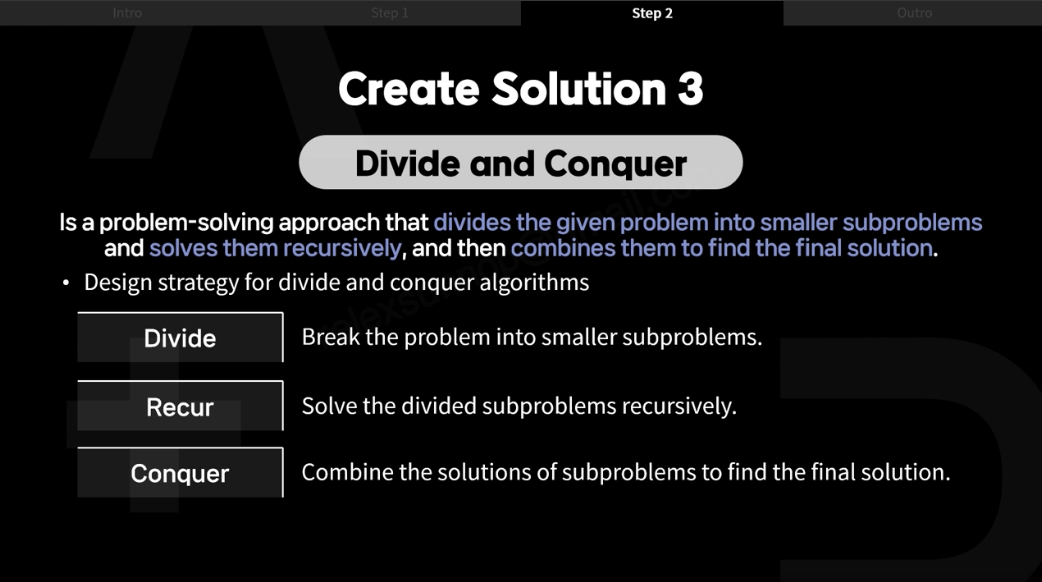 Intro
Step 1
Step 2
Outro
Create Solution 3
Divide and Conquer
Is a problem-solving approach that divides the given problem into smaller subproblems
and solves them recursively, and then combines them to find the final solution.
• Design strategy for divide and conquer algorithms
Divide
Break the problem into smaller subproblems.
Recur
Solve the divided subproblems recursively.
Conquer
Combine the solutions of subproblems to find the final solution.